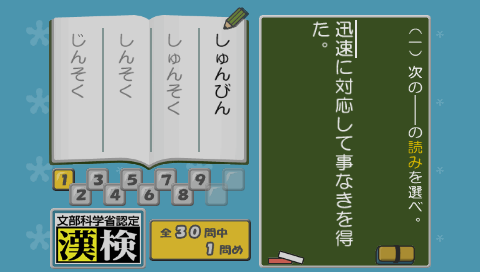 (一)次の――の読みを選べ。
迅速に対応して事なきを得
た。
しゅんびん
しゅんそく
しんそく
じんそく
1 3 5 7 9
2 4 6 8
文部科学省認定
漢検
全30問中
1問め